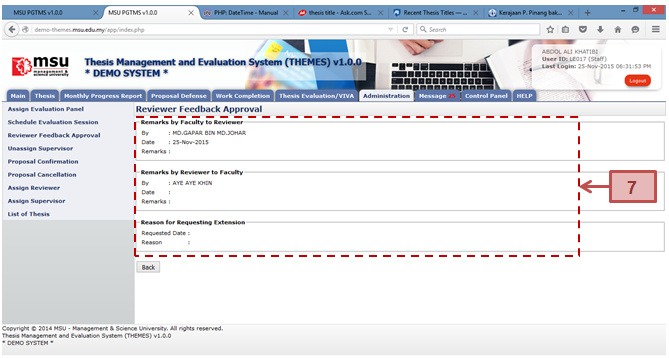 MSU PGTMS v1.0.0
MSU PGTMS v1.0.0
PHP: DateTime - Manual
thesis title - Ask.com S...
Recent Thesis Titles — ...
Kerajaan P. Pinang bak...
demo-themes.msu.edu.my/app/index.php
Search
msu
management &
science university
Thesis Management and Evaluation System (THEMES) v1.0.0
* DEMO SYSTEM *
ABDOL ALI KHATIBI
User ID: LE017 (Staff)
Last Login: 25-Nov-2015 06:31:53 PM
Logout
Main Thesis Monthly Progress Report Proposal Defense Work Completion Thesis Evaluation/VIVA Administration Message Control Panel HELP
Assign Evaluation Panel
Schedule Evaluation Session
Reviewer Feedback Approval
Unassign Supervisor
Proposal Confirmation
Proposal Cancellation
Assign Reviewer
Assign Supervisor
List of Thesis
Reviewer Feedback Approval
Remarks by Faculty to Reviewer
By : MD.GAPAR BIN MD.JOHAR
Date : 25-Nov-2015
Remarks :
Remarks by Reviewer to Faculty
By : AYE AYE KHIN
Date :
Remarks :
Reason for Requesting Extension
Requested Date :
Reason :
7
Back
Copyright © 2014 MSU - Management & Science University. All rights reserved.
Thesis Management and Evaluation System (THEMES) v1.0.0
* DEMO SYSTEM *